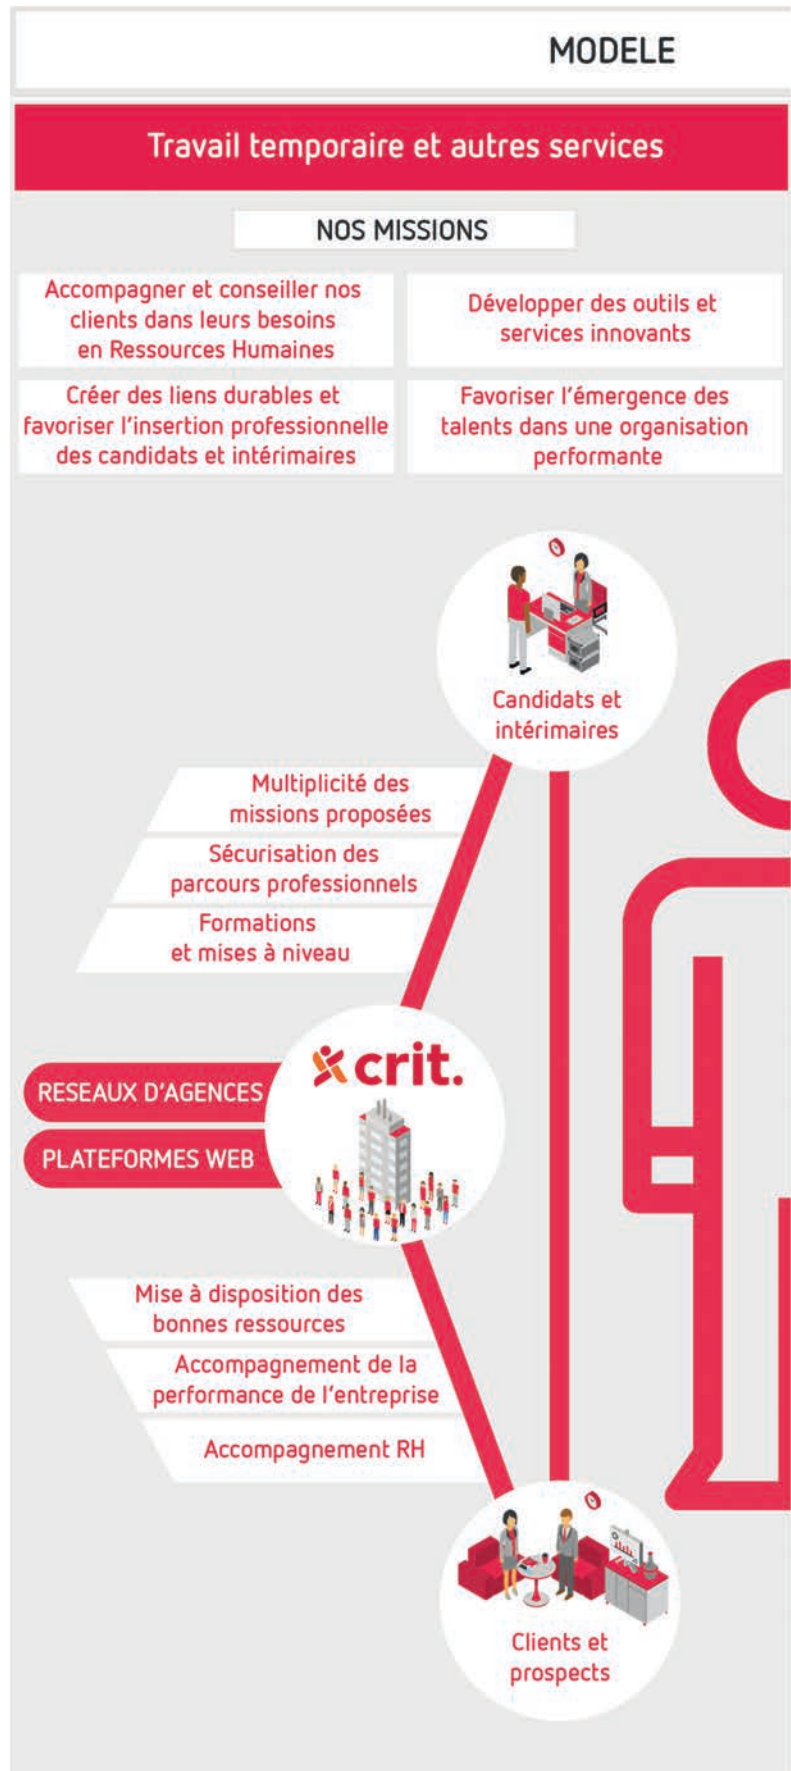 MODELE
Travail temporaire et autres services
NOS MISSIONS
Accompagner et conseiller nos
clients dans leurs besoins
en Ressources Humaines
Développer des outils et
services innovants
Créer des liens durables et
favoriser l'insertion professionnelle
des candidats et intérimaires
Favoriser l'émergence des
talents dans une organisation
performante
Candidats et
intérimaires
Multiplicité des
missions proposées
Sécurisation des
parcours professionnels
Formations
et mises à niveau
crit.
RESEAUX D'AGENCES
PLATEFORMES WEB
Mise à disposition des
bonnes ressources
Accompagnement de la
performance de l'entreprise
Accompagnement RH
Clients et
prospects